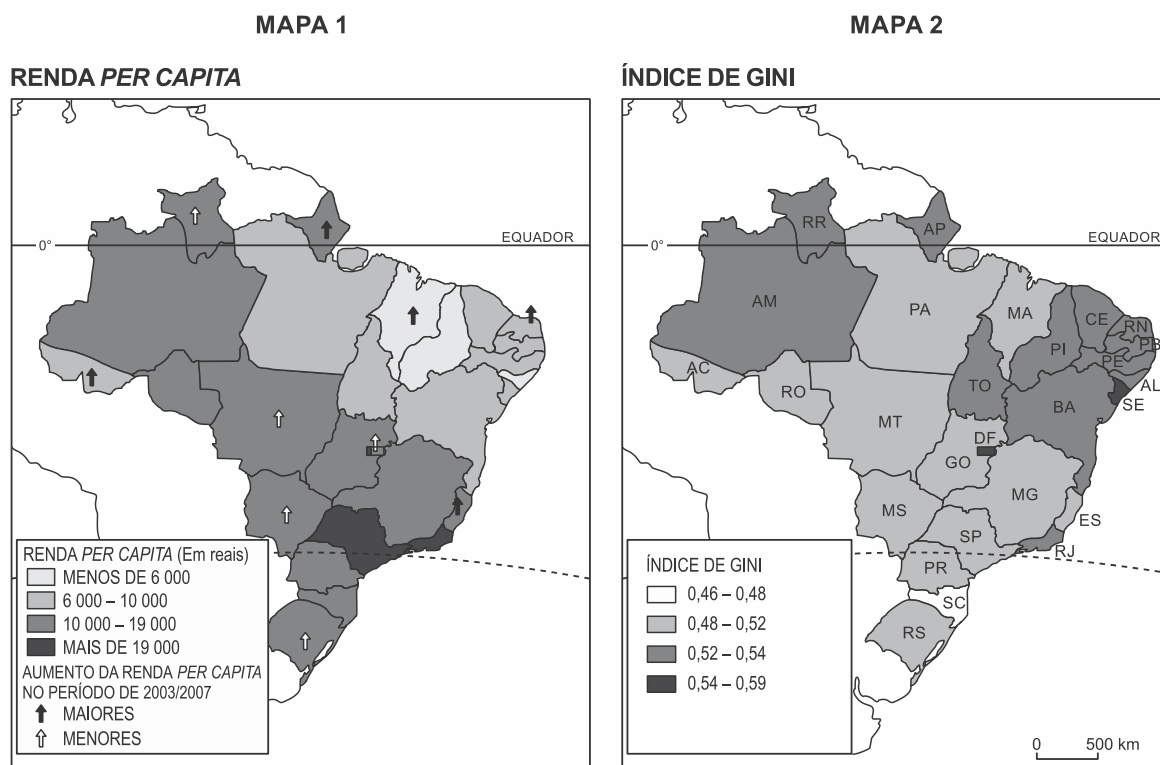 MAPA 1
RENDA PER CAPITA
0°
EQUADOR
RENDA PER CAPITA (Em reais)
MENOS DE 6 000
6 000 – 10 000
10 000 – 19 000
MAIS DE 19 000
AUMENTO DA RENDA PER CAPITA
NO PERÍODO DE 2003/2007
MAIORES
MENORES
MAPA 2
ÍNDICE DE GINI
RR
AP
0°
EQUADOR
AM
PA
MA
CE
RN
PB
PI
PE
AC
AL
TO
RO
SE
BA
MT
DF
GO
MG
MS
ES
SP
RJ
PR
SC
RS
ÍNDICE DE GINI
0,46 – 0,48
0,48 – 0,52
0,52 – 0,54
0,54 – 0,59
0 500 km